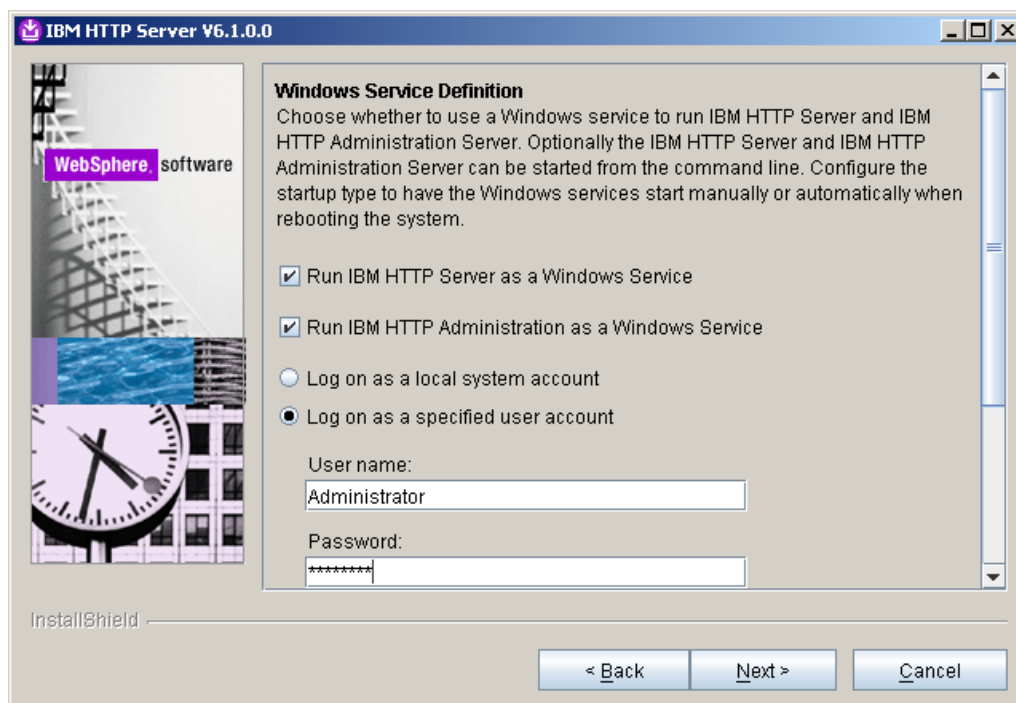 IBM HTTP Server V6.1.0.0
WebSphere. software
Windows Service Definition
Choose whether to use a Windows service to run IBM HTTP Server and IBM
HTTP Administration Server. Optionally the IBM HTTP Server and IBM HTTP
Administration Server can be started from the command line. Configure the
startup type to have the Windows services start manually or automatically when
rebooting the system.
Run IBM HTTP Server as a Windows Service
Run IBM HTTP Administration as a Windows Service
Log on as a local system account
Log on as a specified user account
User name:
Administrator
Password:
********
InstallShield
< Back
Next >
Cancel